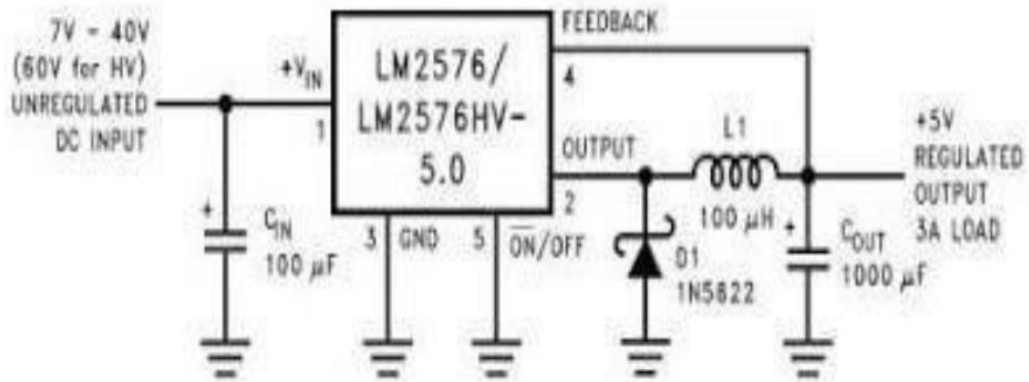 7V - 40V
(60V for HV)
UNREGULATED
DC INPUT
+VIN
1
CIN
100 μF
+
LM2576/
LM2576HV-
5.0
3 GND
5 ON/OFF
FEEDBACK
4
OUTPUT
2
D1
1N5822
L1
100 μH
+
COUT
1000 μF
+5V
REGULATED
OUTPUT
3A LOAD